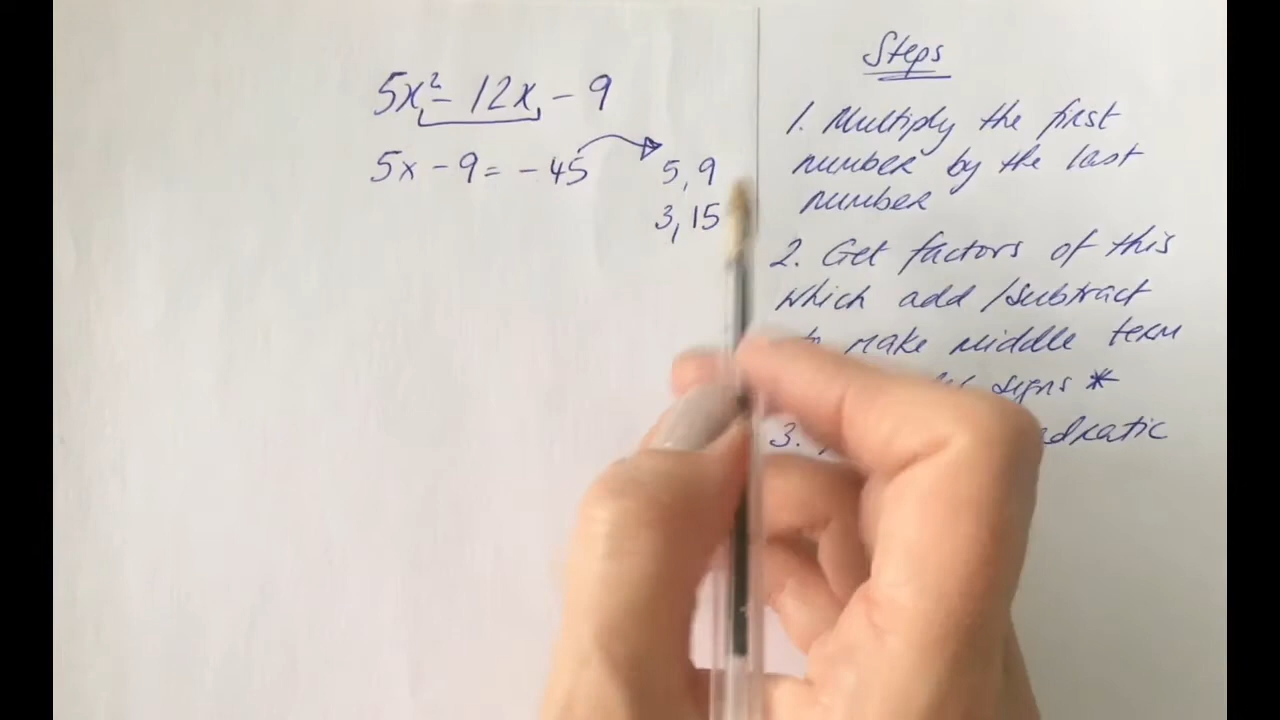 5x² - 12x - 9
5x - 9 = - 45
5, 9
3, 15
Steps
1. Multiply the first
number by the last
number
2. Get factors of this
which add / subtract
make middle term
signs *
3.